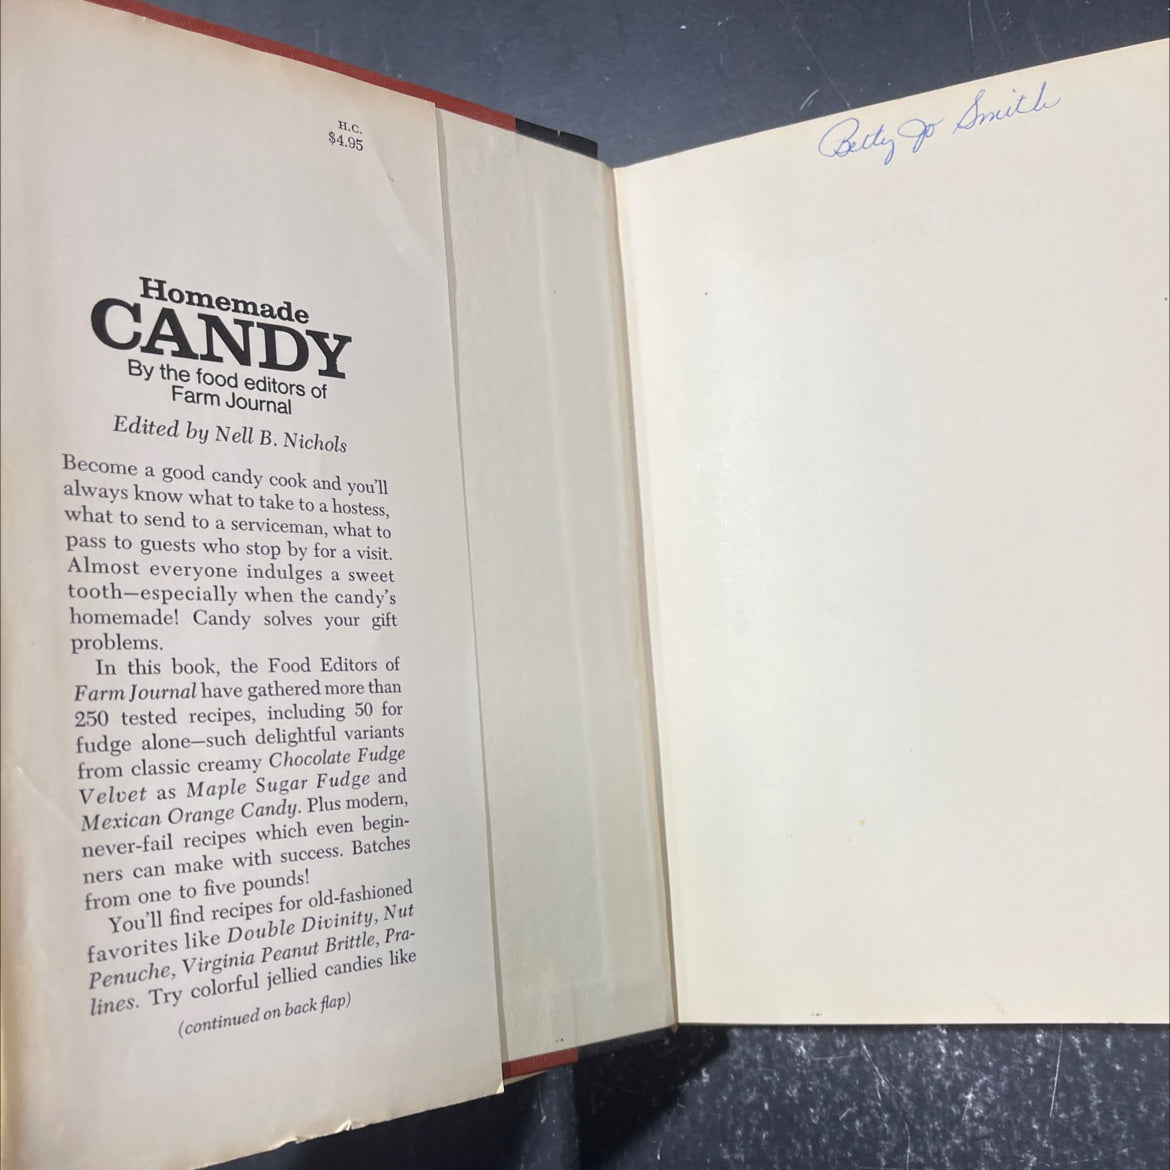 H.C.
$4.95
Homemade
CANDY
By the food editors of
Farm Journal
Edited by Nell B. Nichols
Become a good candy cook and you'll
always know what to take to a hostess,
what to send to a serviceman, what to
pass to guests who stop by for a visit.
Almost everyone indulges a sweet
tooth—especially when the candy's
homemade! Candy solves your gift
problems.
In this book, the Food Editors of
Farm Journal have gathered more than
250 tested recipes, including 50 for
fudge alone—such delightful variants
from classic creamy Chocolate Fudge
Velvet as Maple Sugar Fudge and
Mexican Orange Candy. Plus modern,
never-fail recipes which even begin-
ners can make with success. Batches
from one to five pounds!
You'll find recipes for old-fashioned
favorites like Double Divinity, Nut
Penuche, Virginia Peanut Brittle, Pra-
lines. Try colorful jellied candies like
(continued on back flap)
Betty Jo Smith